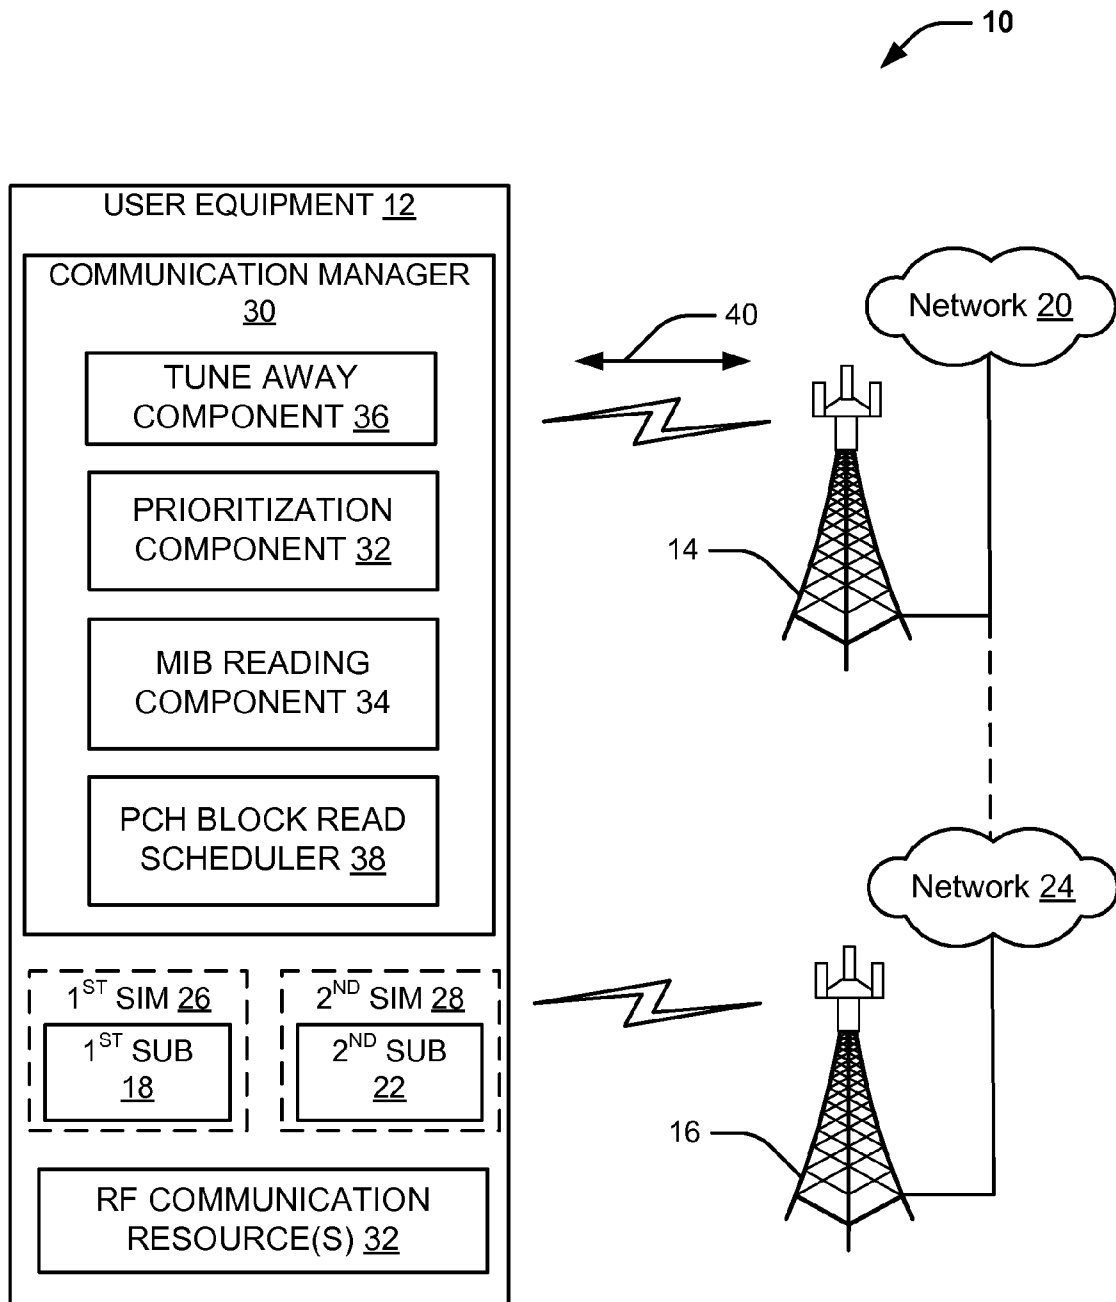 10
USER EQUIPMENT 12
COMMUNICATION MANAGER
30
TUNE AWAY
COMPONENT 36
PRIORITIZATION
COMPONENT 32
MIB READING
COMPONENT 34
PCH BLOCK READ
SCHEDULER 38
1ST SIM 26
1ST SUB
18
2ND SIM 28
2ND SUB
22
RF COMMUNICATION
RESOURCE(S) 32
40
Network 20
14
Network 24
16